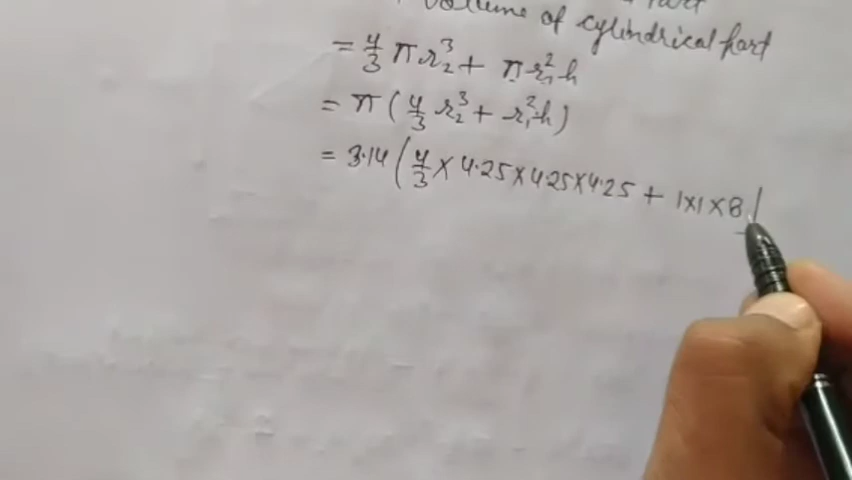 part
volume of cylindrical part
= 4/3 πr₂³ + πr₁²h
= π(4/3 r₂³ + r₁²h)
= 3.14(4/3 × 4.25×4.25×4.25 + 1×1×8)